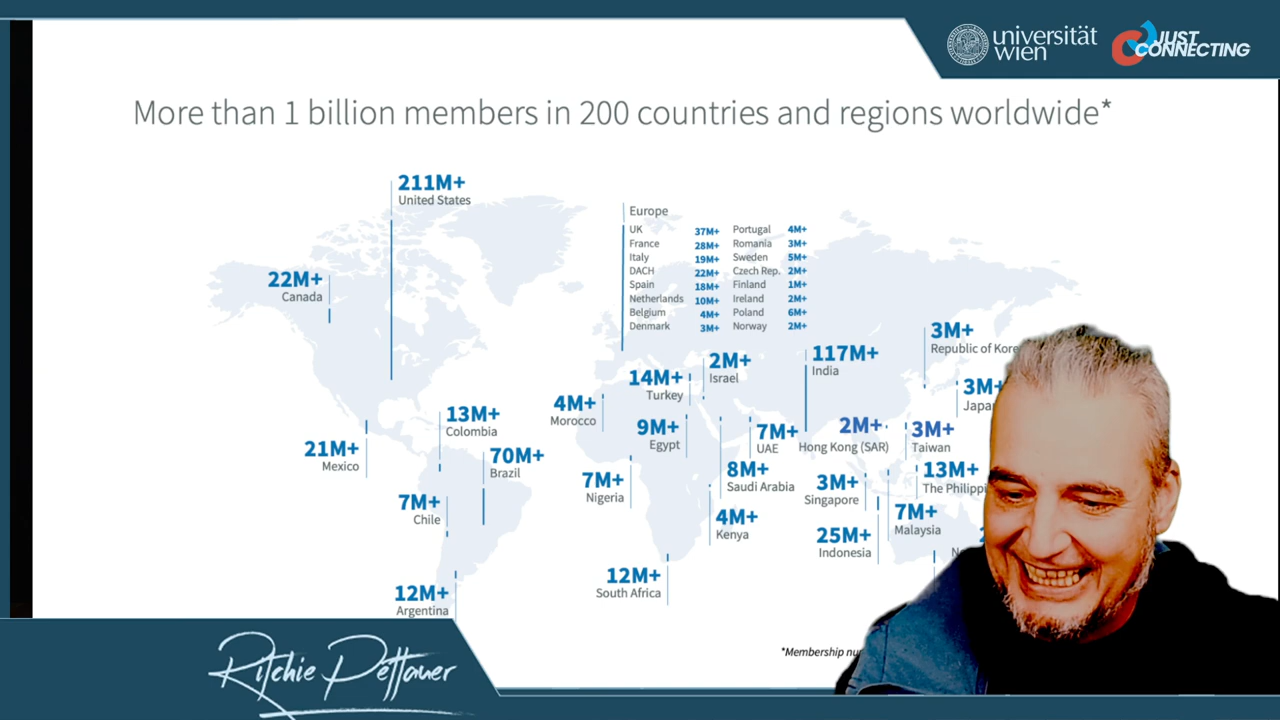 universität
wien
JUST
CONNECTING
More than 1 billion members in 200 countries and regions worldwide*
211M+
United States
22M+
Canada
21M+
Mexico
13M+
Colombia
70M+
Brazil
7M+
Chile
12M+
Argentina
Europe
UK 37M+ Portugal 4M+
France 28M+ Romania 3M+
Italy 19M+ Sweden 5M+
DACH 22M+ Czech Rep. 2M+
Spain 18M+ Finland 1M+
Netherlands 10M+ Ireland 2M+
Belgium 4M+ Poland 6M+
Denmark 3M+ Norway 2M+
14M+
Turkey
2M+
Israel
4M+
Morocco
9M+
Egypt
7M+
UAE
7M+
Nigeria
8M+
Saudi Arabia
4M+
Kenya
12M+
South Africa
117M+
India
3M+
Republic of
3M+
2M+
Hong Kong (SAR)
3M+
Taiwan
3M+
Singapore
13M+
The
7M+
Malaysia
25M+
Indonesia
*Membership
Ritchie Pettauer